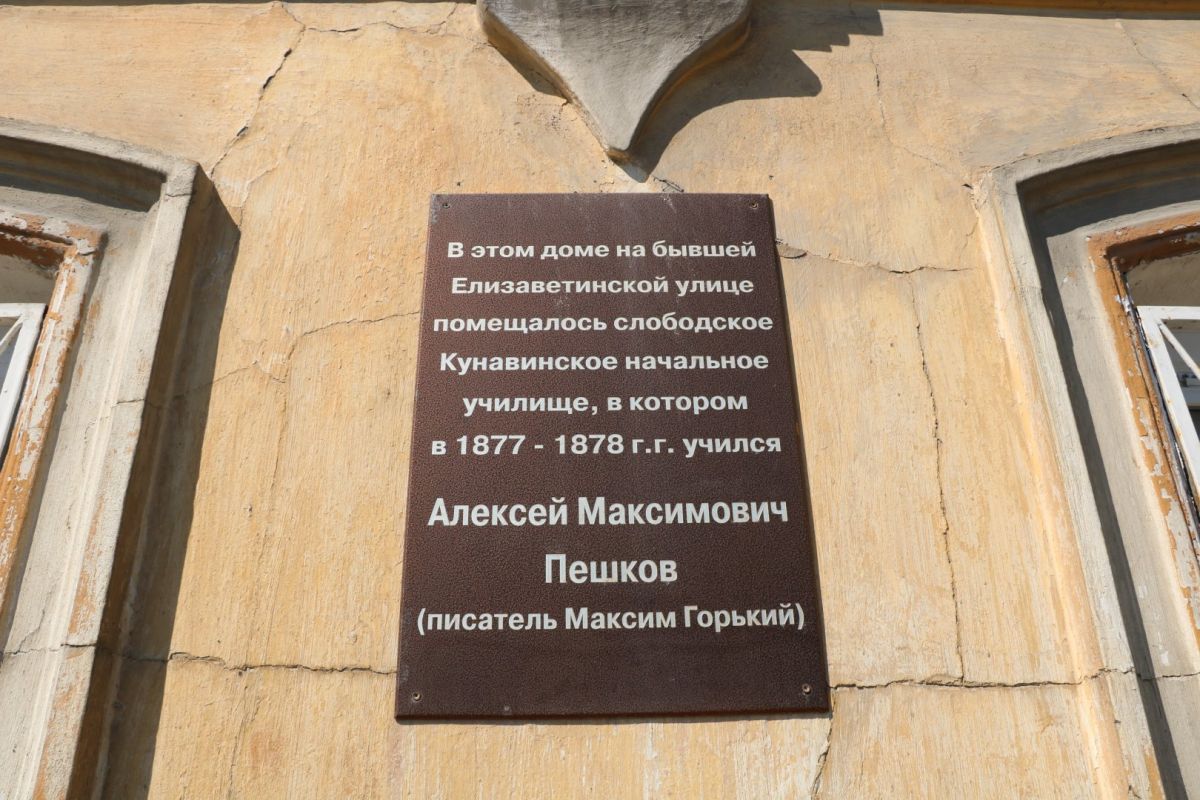 В этом доме на бывшей
Елизаветинской улице
помещалось слободское
Кунавинское начальное
училище, в котором
в 1877 - 1878 г.г. учился
Алексей Максимович
Пешков
(писатель Максим Горький)